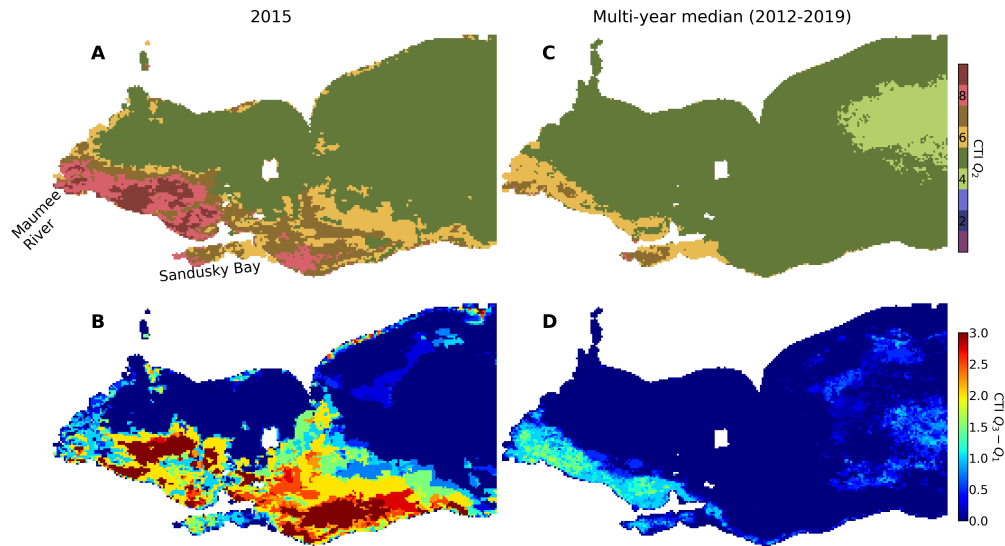 2015
Multi-year median (2012-2019)
A
C
8
6
4
2
CTI Q₂
Maumee
River
Sandusky Bay
B
D
3.0
2.5
2.0
1.5
1.0
0.5
0.0
CTI Q₃ − Q₁